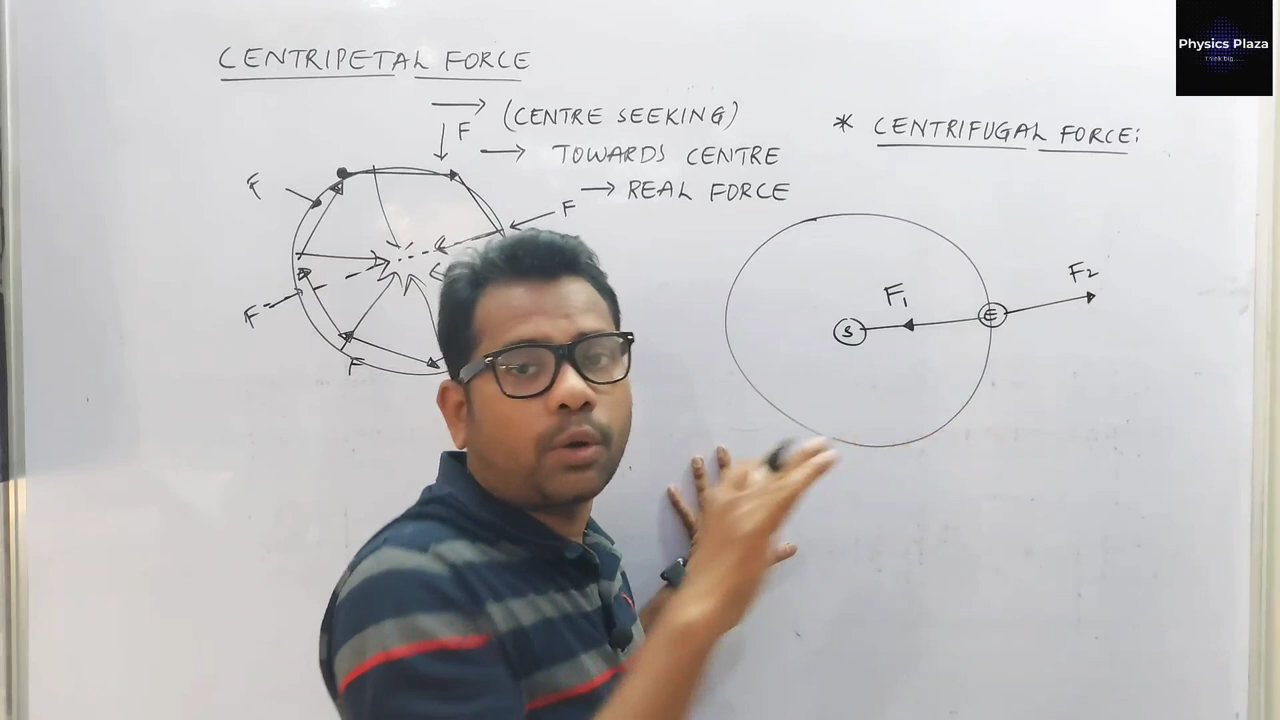 CENTRIPETAL FORCE
→ (CENTRE SEEKING)
→ TOWARDS CENTRE
→ REAL FORCE
F
F
F
F
F
* CENTRIFUGAL FORCE:
F₁
F₂
S
E
Physics Plaza